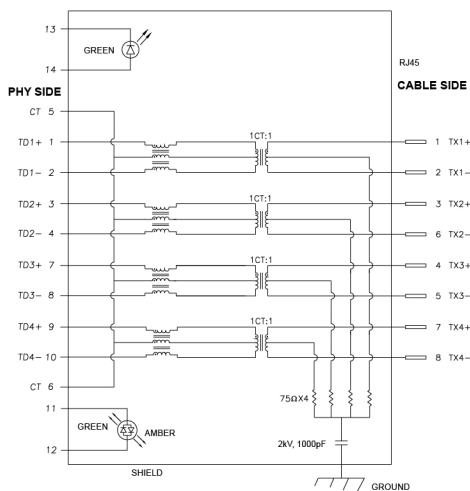 13
GREEN
14
RJ45
PHY SIDE
CABLE SIDE
CT 5
1CT:1
TD1+ 1
1 TX1+
TD1- 2
2 TX1-
1CT:1
TD2+ 3
3 TX2+
TD2- 4
6 TX2-
1CT:1
TD3+ 7
4 TX3+
TD3- 8
5 TX3-
1CT:1
TD4+ 9
7 TX4+
TD4- 10
8 TX4-
CT 6
75ΩX4
11
GREEN
AMBER
2kV, 1000pF
12
SHIELD
GROUND